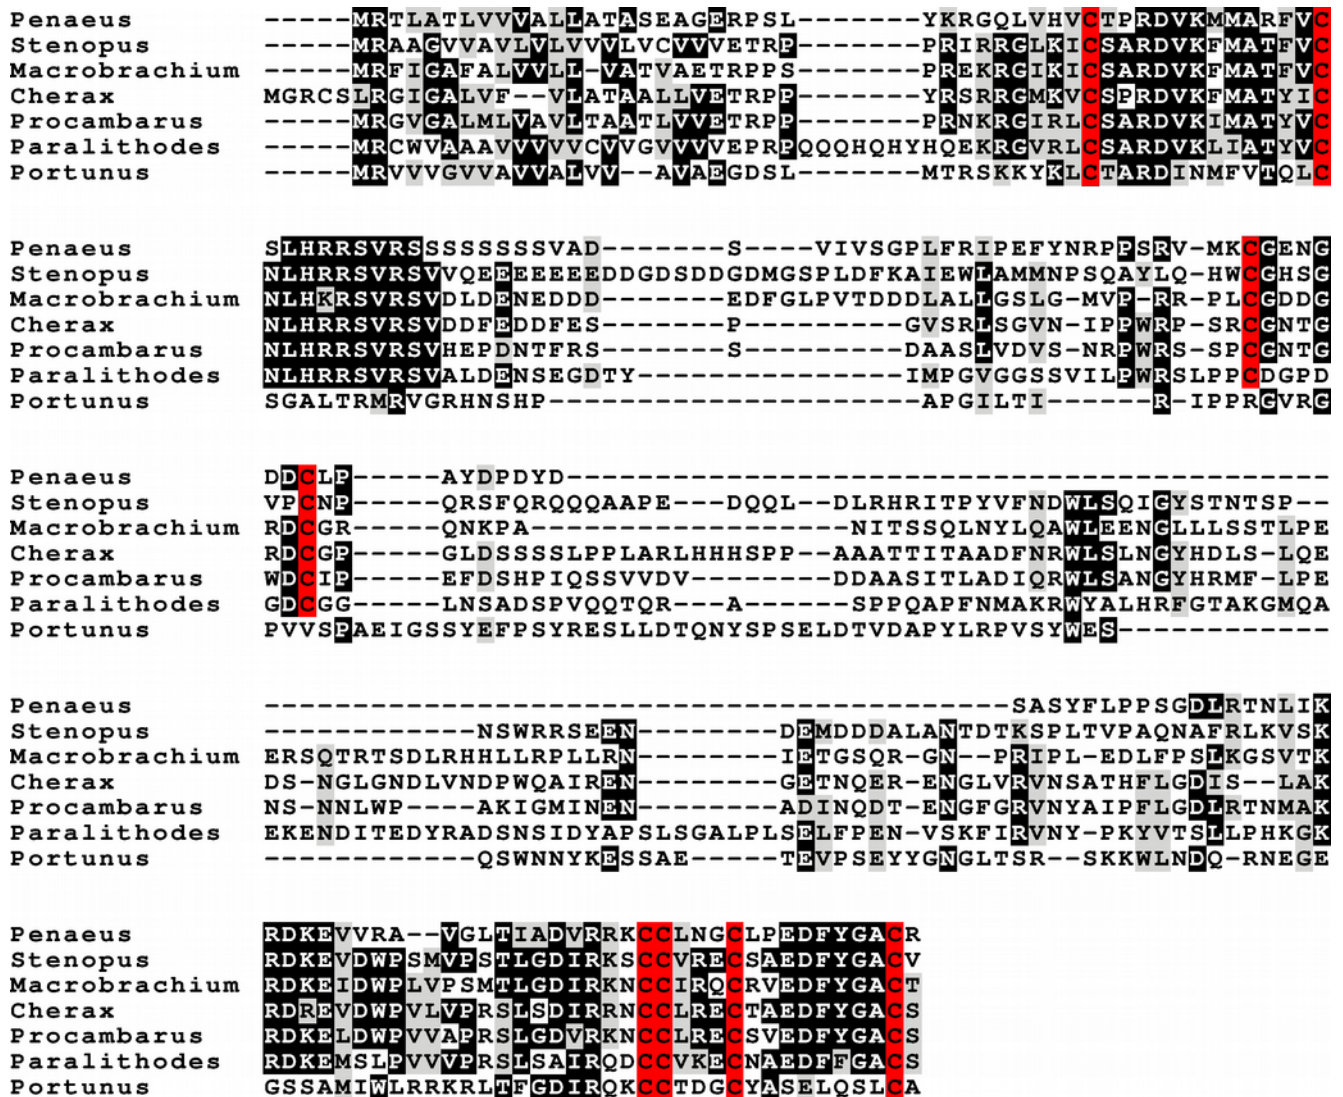 Penaeus -----MRTLATLVVVALLATASEAGERPSL-------YKRGQLVHVCTPRDVKMMARFVC
Stenopus -----MRAAGVVAVLVLVVVLVCVVVETRP-------PRIRRGLKICSARDVKFMATFVC
Macrobrachium -----MRFIGAFALVVLL-VATVAETRPPS-------PREKRGIKICSARDVKFMATFVC
Cherax MGRCSLRGIGALVF--VLATAALLVETRPP-------YRSRRGMKVCSPRDVKFMATYIC
Procambarus -----MRGVGALMLVAVLTAATLVVETRPP-------PRNKRGIRLCSARDVKIMATYVC
Paralithodes -----MRCWVAAAVVVVVCVVGVVVVEPRPQQQHQHYHQEKRGVRLCSARDVKLIATYVC
Portunus -----MRVVVGVVAVVALVV--AVAEGDSL-------MTRSKKYKLCTARDINMFVTQLC
Penaeus SLHRRSVRSSSSSSSSVAD-------S----VIVSGPLFRIPEFYNRPPSRV-MKCGENG
Stenopus NLHRRSVRSVVQEEEEEEEDDGDSDDGDMGSPLDFKAIEWLAMMNPSQAYLQ-HWCGHSG
Macrobrachium NLHKRSVRSVDLDENEDDD-------EDFGLPVTDDDLALLGSLG-MVP-RR-PLCGDDG
Cherax NLHRRSVRSVDDFEDDFES-------P---------GVSRLSGVN-IPPWRP-SRCGNTG
Procambarus NLHRRSVRSVHEPDNTFRS-------S---------DAASLVDVS-NRPWRS-SPCGNTG
Paralithodes NLHRRSVRSVALDENSEGDTY---------------IMPGVGGSSVILPWRSLPPCDGPD
Portunus SGALTRMRVGRHNSHP--------------------APGILTI------R-IPPRGVRG
Penaeus DDCLP-----AYDPDYD-------------------------------------------
Stenopus VPCNP-----QRSFQRQQQAAPE---DQQL--DLRHRITPYVFNDWLSQIGYSTNTSP--
Macrobrachium RDCGR-----QNKPA------------------NITSSQLNYLQAWLEENGLLLSSTLPE
Cherax RDCGP-----GLDSSSSLPPLARLHHHSPP--AAATTITAADFNRWLSLNGYHDLS-LQE
Procambarus WDCIP-----EFDSHPIQSSVVDV--------DDAASITLADIQRWLSANGYHRMF-LPE
Paralithodes GDCGG-----LNSADSPVQQTQR---A------SPPQAPFNMAKRWYALHRFGTAKGMQA
Portunus PVVSPAEIGSSYEFPSYRESLLDTQNYSPSELDTVDAPYLRPVSYWES------------
Penaeus ------------------------------------------SASYFLPPSGDLRTNLIK
Stenopus ------------NSWRRSEEN---------DEMDDDALANTDTKSPLTVPAQNAFRLKVSK
Macrobrachium ERSQTRTSDLRHHLLRPLLRN---------IETGSQR-GN--PRIPL-EDLFPSLKGSVTK
Cherax DS-NGLGNDLVNDPWQAIREN---------GETNQER-ENGLVRVNSATHFLGDIS--LAK
Procambarus NS-NNLWP----AKIGMINEN---------ADINQDT-ENGFGRVNYAIPFLGDLRTNMAK
Paralithodes EKENDITEDYRADSNSIDYAPSLSGALPLSELFPEN-VSKFIRVNY-PKYVTSLLPHKGK
Portunus ------------QSWNNYKESSAE------TEVPSEYYGNGLTSR--SKKWLNDQ-RNEGE
Penaeus RDKEVVRA--VGLTIADVRRKCCLNGCLPEDFYGACR
Stenopus RDKEVDWPSMVPSTLGDIRKSCCVRECSAEDFYGACV
Macrobrachium RDKEIDWPLVPSMTLGDIRKNCCIRQCRVEDFYGACT
Cherax RDREVDWPVLVPRSLSDIRRNCCLRECTAEDFYGACS
Procambarus RDKELDWPVVAPRSLGDVRKNCCLRECSVEDFYGACS
Paralithodes RDKEMSLPVVVPRSLSAIRQDCCVKECNAEDFFGACS
Portunus GSSAMIWLRRKRLTFGDIRQKCCTDGCYASELQSLCA